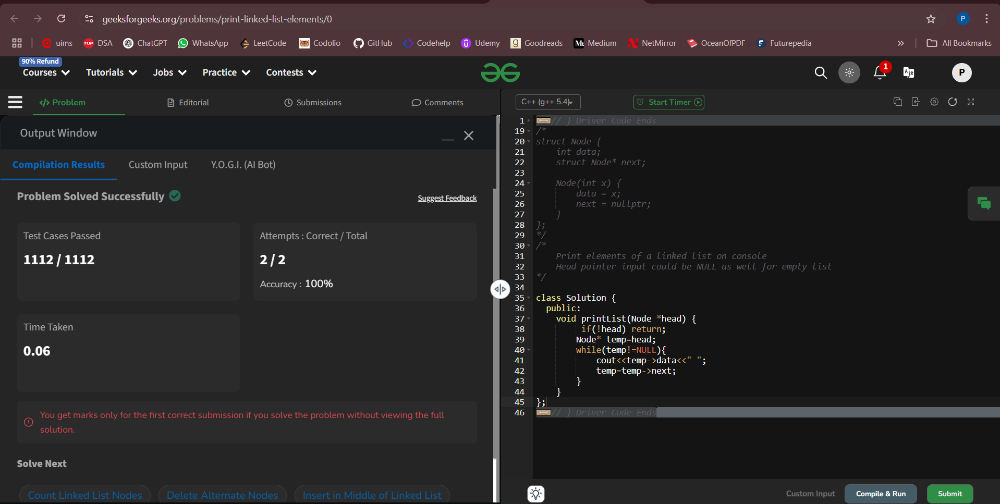 geeksforgeeks.org/problems/print-linked-list-elements/0
P
uims
TUF DSA
ChatGPT
WhatsApp
LeetCode
Codolio
GitHub
Codehelp
Udemy
g Goodreads
Medium
NetMirror
OceanOfPDF
F Futurepedia
»
All Bookmarks
90% Refund
Courses
Tutorials
Jobs
Practice
Contests
1
P
</> Problem
Editorial
Submissions
Comments
C++ (g++ 5.4)
Start Timer
Output Window
Compilation Results
Custom Input
Y.O.G.I. (AI Bot)
Problem Solved Successfully
Suggest Feedback
Test Cases Passed
1112 / 1112
Attempts : Correct / Total
2 / 2
Accuracy : 100%
Time Taken
0.06
You get marks only for the first correct submission if you solve the problem without viewing the full
solution.
Solve Next
Count Linked List Nodes
Delete Alternate Nodes
Insert in Middle of Linked List
1 // } Driver Code Ends
19 /*
20 struct Node {
21     int data;
22     struct Node* next;
23
24     Node(int x) {
25         data = x;
26         next = nullptr;
27     }
28 };
29 */
30 /*
31     Print elements of a linked list on console
32     Head pointer input could be NULL as well for empty list
33 */
34
35 class Solution {
36   public:
37     void printList(Node *head) {
38          if(!head) return;
39         Node* temp=head;
40         while(temp!=NULL){
41             cout<<temp->data<<" ";
42             temp=temp->next;
43         }
44     }
45 };
46 // } Driver Code Ends
Custom Input
Compile & Run
Submit